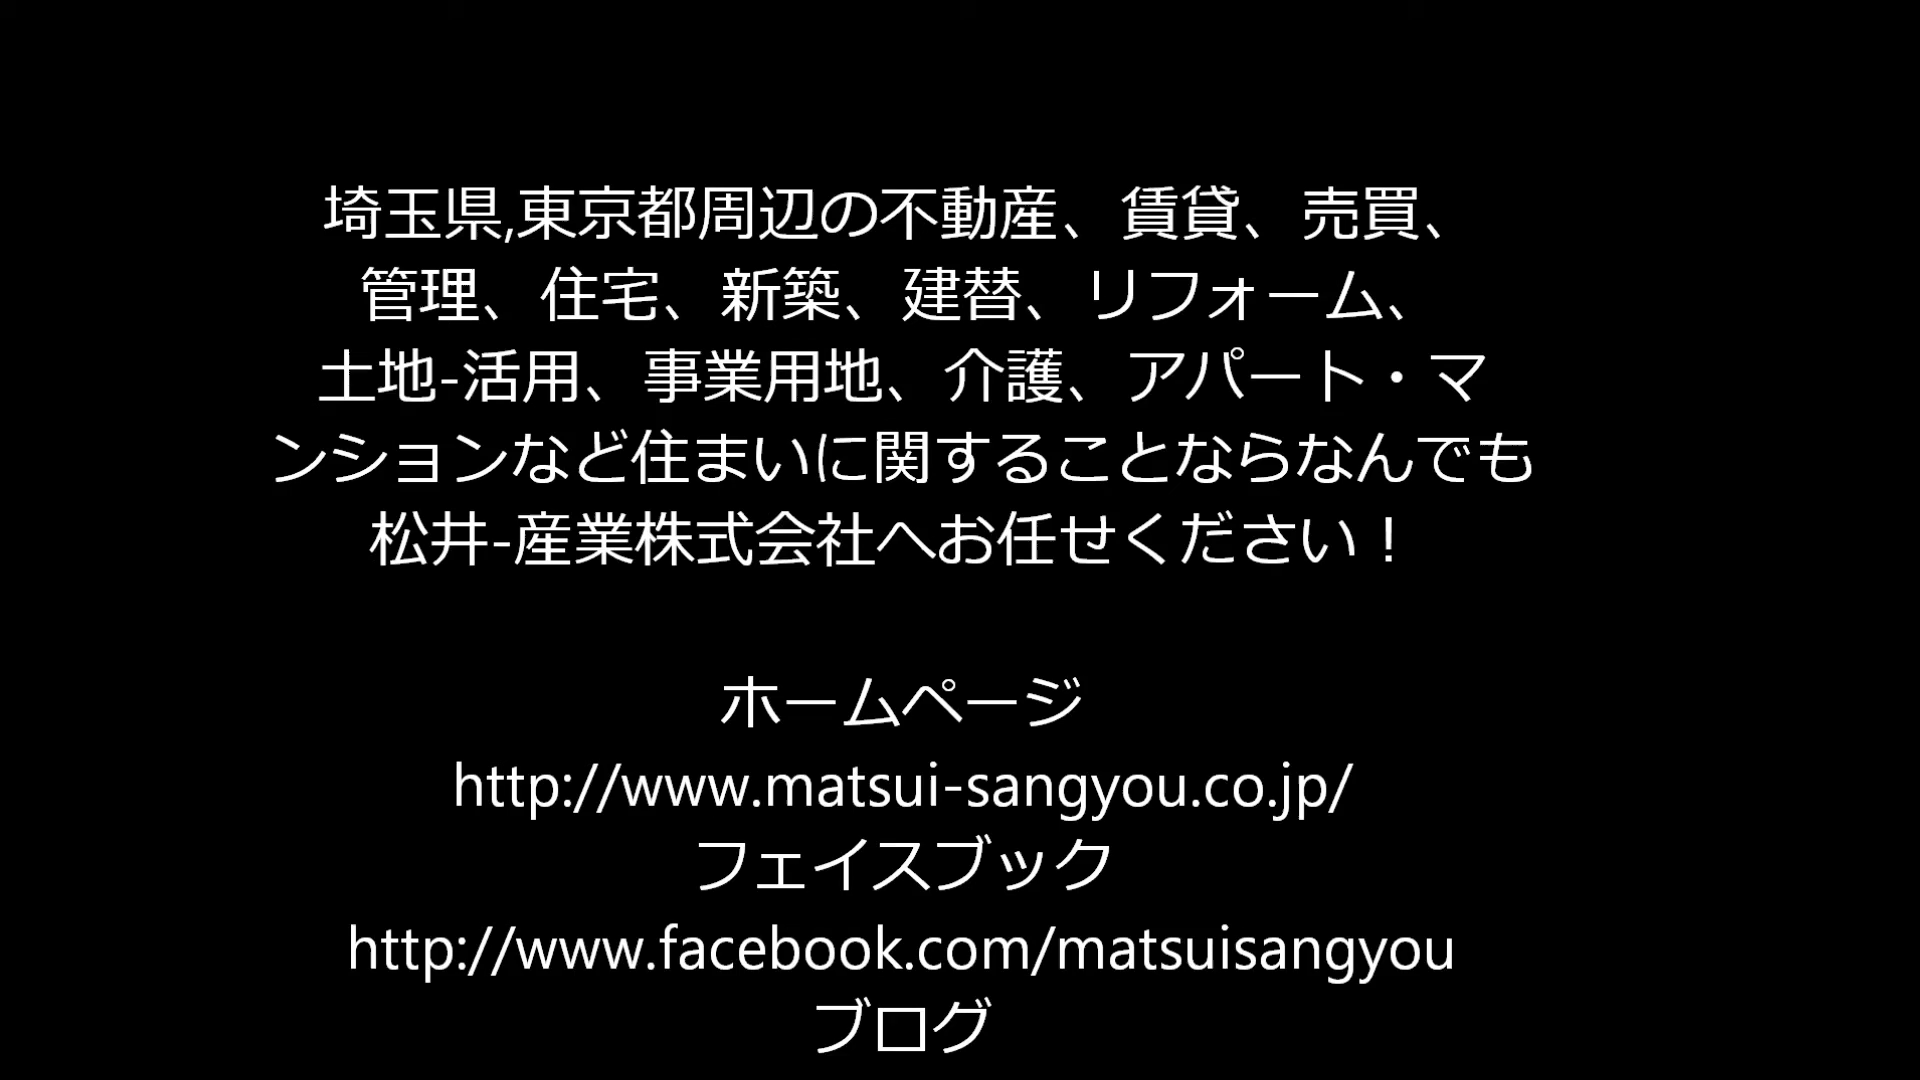 埼玉県,東京都周辺の不動産、賃貸、売買、
管理、住宅、新築、建替、リフォーム、
土地-活用、事業用地、介護、アパート・マ
ンションなど住まいに関することならなんでも
松井-産業株式会社へお任せください！
ホームページ
http://www.matsui-sangyou.co.jp/
フェイスブック
http://www.facebook.com/matsuisangyou
ブログ